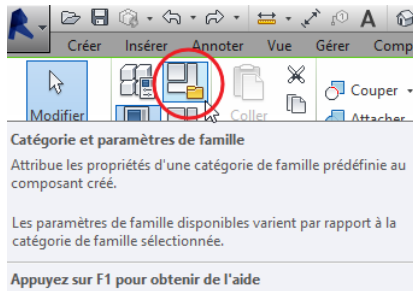 A
Créer Insérer Annoter Vue Gérer Comp
Modifier
Coller
Couper
Attacher
Catégorie et paramètres de famille
Attribue les propriétés d'une catégorie de famille prédéfinie au
composant créé.
Les paramètres de famille disponibles varient par rapport à la
catégorie de famille sélectionnée.
Appuyez sur F1 pour obtenir de l'aide